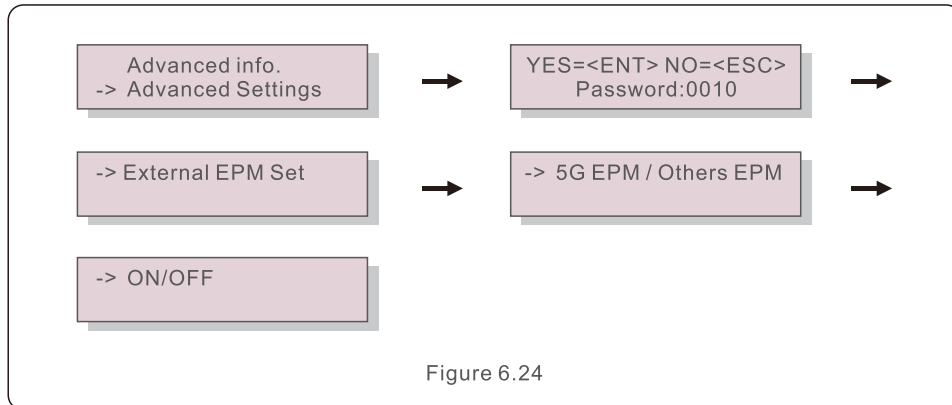 Advanced info.
-> Advanced Settings
YES=<ENT> NO=<ESC>
Password:0010
-> External EPM Set
-> 5G EPM / Others EPM
-> ON/OFF
Figure 6.24